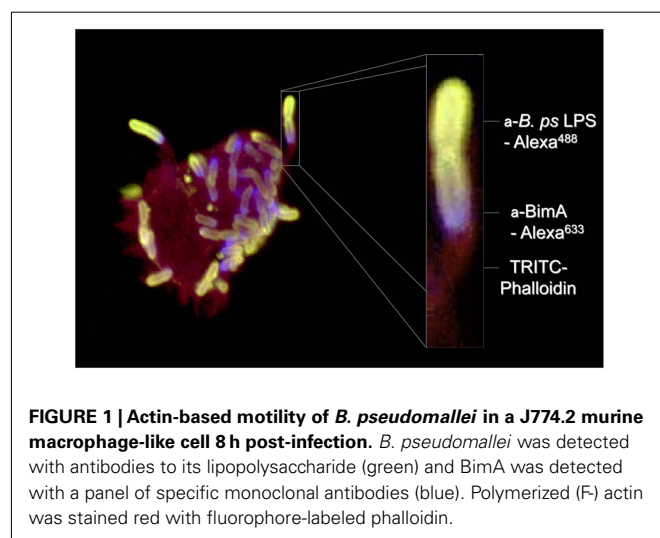 a-B. ps LPS
- Alexa488
a-BimA
- Alexa633
TRITC-
Phalloidin
FIGURE 1 | Actin-based motility of B. pseudomallei in a J774.2 murine
macrophage-like cell 8 h post-infection. B. pseudomallei was detected
with antibodies to its lipopolysaccharide (green) and BimA was detected
with a panel of specific monoclonal antibodies (blue). Polymerized (F-) actin
was stained red with fluorophore-labeled phalloidin.